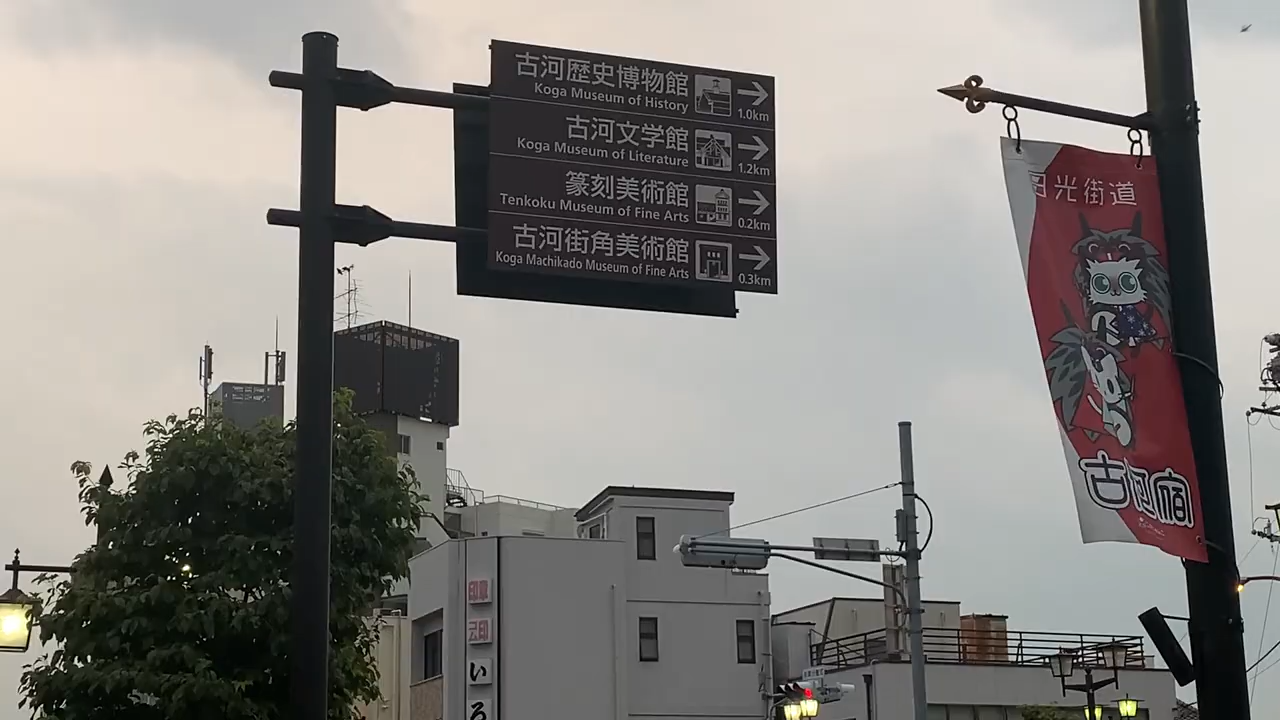 古河歴史博物館
Koga Museum of History
1.0km
古河文学館
Koga Museum of Literature
1.2km
篆刻美術館
Tenkoku Museum of Fine Arts
0.2km
古河街角美術館
Koga Machikado Museum of Fine Arts
0.3km
日光街道
古河宿
印章
いろ